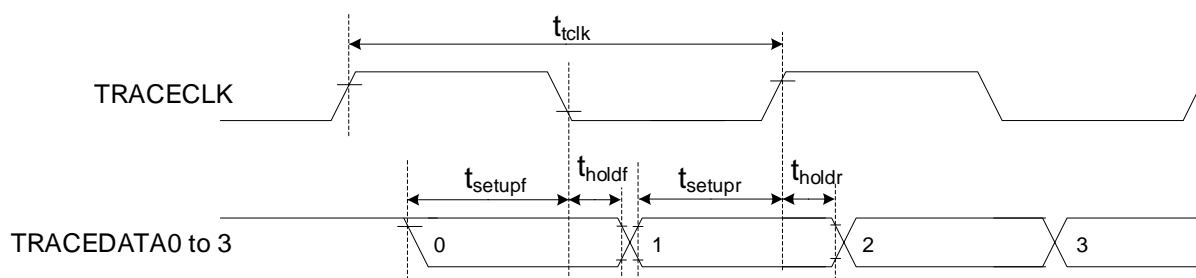 t_tclk
TRACECLK
t_setupf
t_holdf
t_setupr
t_holdr
TRACEDATA0 to 3
0
1
2
3